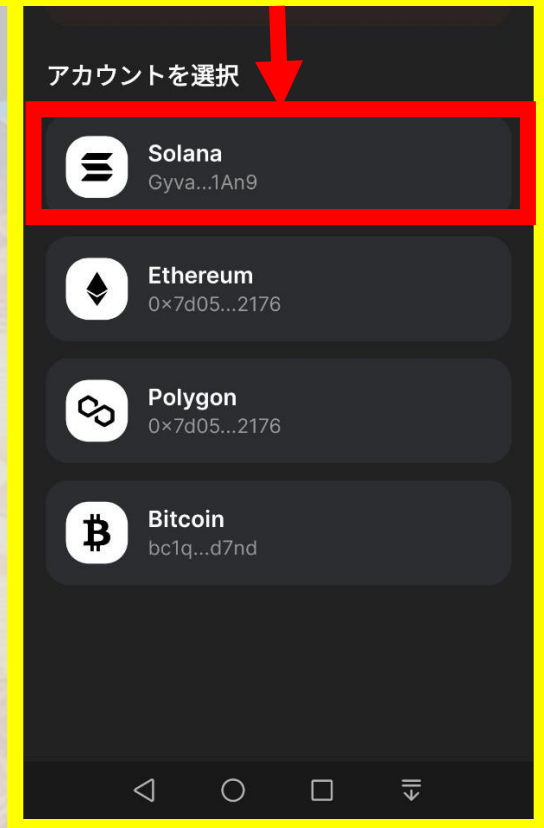 アカウントを選択
Solana
Gyva...1An9
Ethereum
0×7d05...2176
Polygon
0×7d05...2176
Bitcoin
bc1q...d7nd